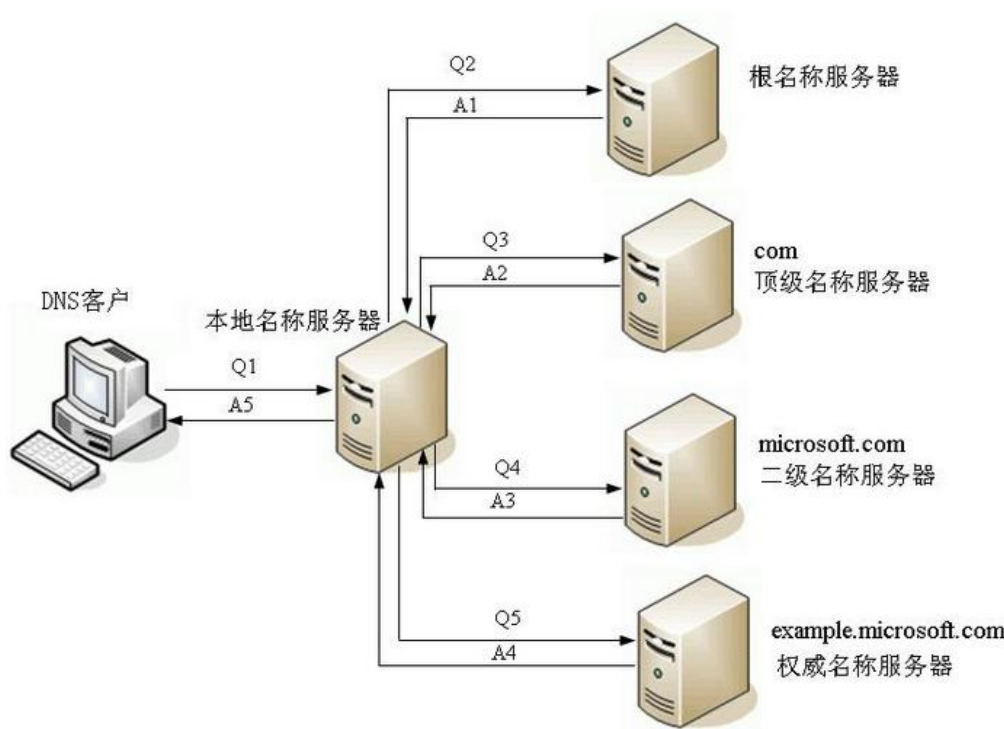 Q2
根名称服务器
A1
Q3
com
A2
顶级名称服务器
DNS客户
本地名称服务器
Q1
A5
microsoft.com
Q4
二级名称服务器
A3
Q5
example.microsoft.com
A4
权威名称服务器